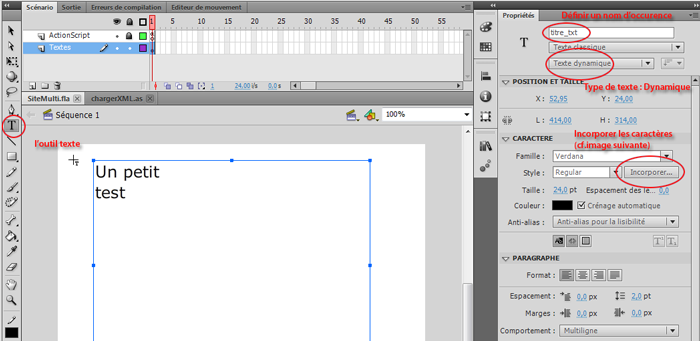 Scénario Sortie Erreurs de compilation Editeur de mouvement
1 5 10 15 20 25 30 35 40 45 50 55
ActionScript
Textes
1 24,00 i/s 0,0 s
SiteMulti.fla chargerXML.as
Séquence 1 100%
l'outil texte
T
Un petit
test
Propriétés
Définir un nom d'occurence
T
titre_txt
Texte classique
Texte dynamique
POSITION ET TAILLE
Type de texte : Dynamique
X : 52,95 Y : 24,00
L : 414,00 H : 314,00
Incorporer les caractères
(cf.image suivante)
CARACTERE
Famille : Verdana
Style : Regular Incorporer...
Taille : 24,0 pt Espacement des le... 0,0
Couleur : Crénage automatique
Anti-alias : Anti-alias pour la lisibilité
PARAGRAPHE
Format :
Espacement : 0,0 px 2,0 pt
Marges : 0,0 px 0,0 px
Comportement : Multiligne